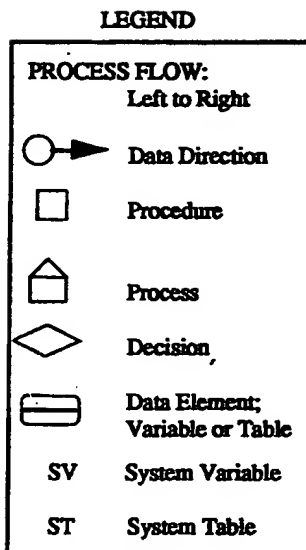 LEGEND
PROCESS FLOW:
Left to Right
Data Direction
Procedure
Process
Decision
Data Element;
Variable or Table
SV System Variable
ST System Table